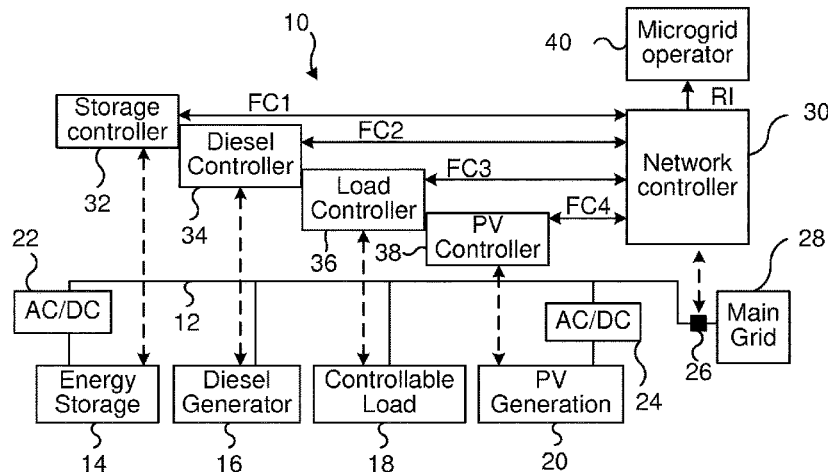 10
40
Microgrid
operator
RI
30
Storage
controller
FC1
32
Diesel
Controller
FC2
34
Load
Controller
FC3
36
PV
Controller
FC4
38
Network
controller
22
AC/DC
12
AC/DC
24
28
Main
Grid
26
Energy
Storage
14
Diesel
Generator
16
Controllable
Load
18
PV
Generation
20